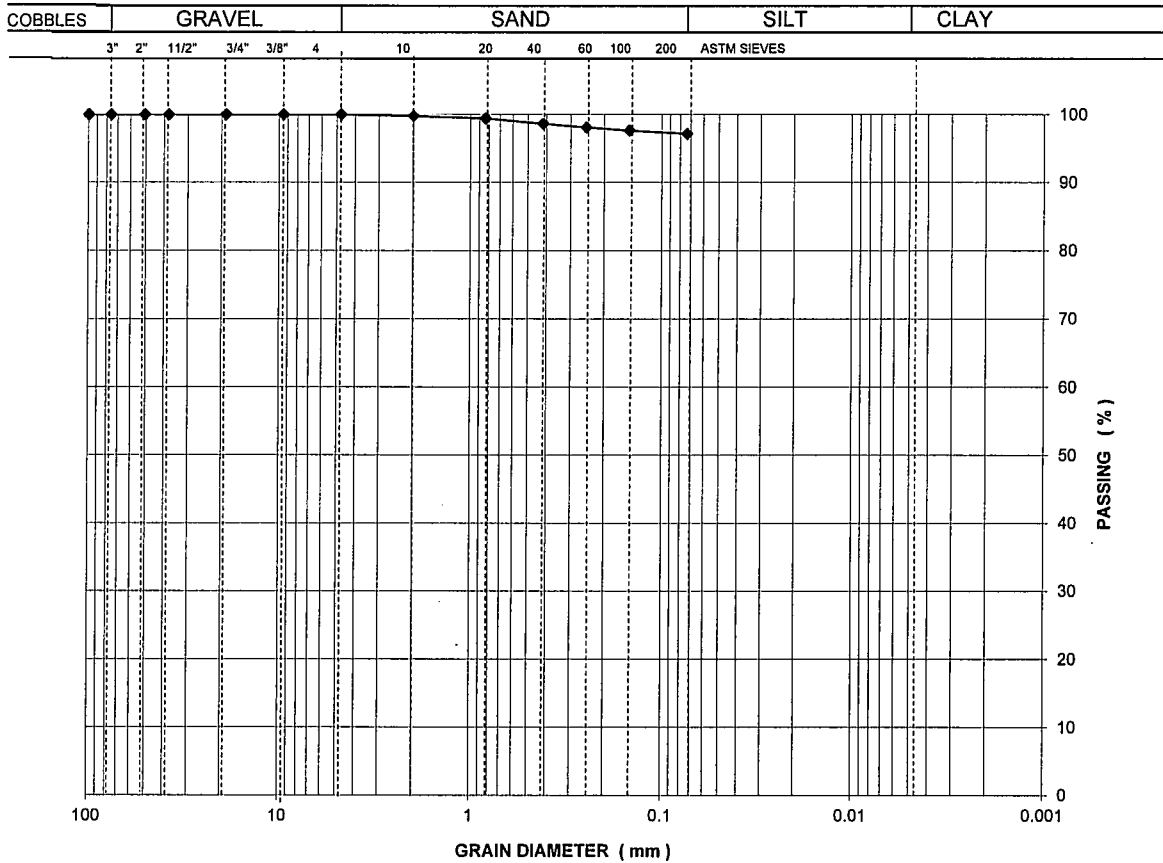 COBBLES GRAVEL SAND SILT CLAY
3" 2" 11/2" 3/4" 3/8" 4 10 20 40 60 100 200 ASTM SIEVES
100
90
80
70
60
50
40
30
20
10
0
PASSING ( % )
100 10 1 0.1 0.01 0.001
GRAIN DIAMETER ( mm )